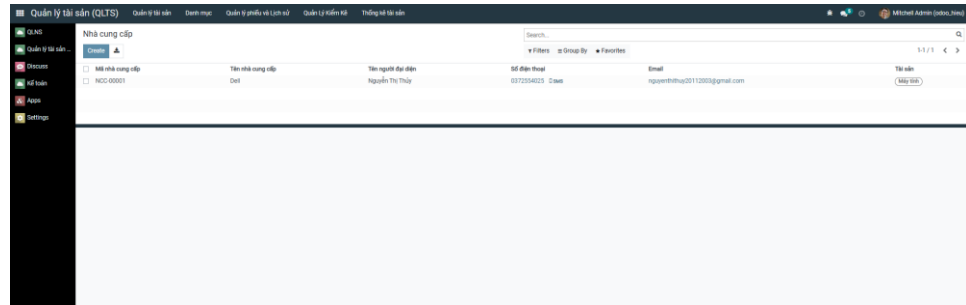 Quản lý tài sản (QLTS) Quản lý tài sản Danh mục Quản lý phiếu và Lịch sử Quản Lý Kiểm Kê Thống kê tài sản Mitchell Admin (odoo_hieu)
QLNS
Quản lý tài sản ...
Discuss
Kế toán
Apps
Settings
Nhà cung cấp
Search...
Create
Filters Group By Favorites
1-1 / 1
Mã nhà cung cấp Tên nhà cung cấp Tên người đại diện Số điện thoại Email Tài sản
NCC-00001 Dell Nguyễn Thị Thủy 0372554025 SMS nguyenthithuy20112003@gmail.com Máy tính